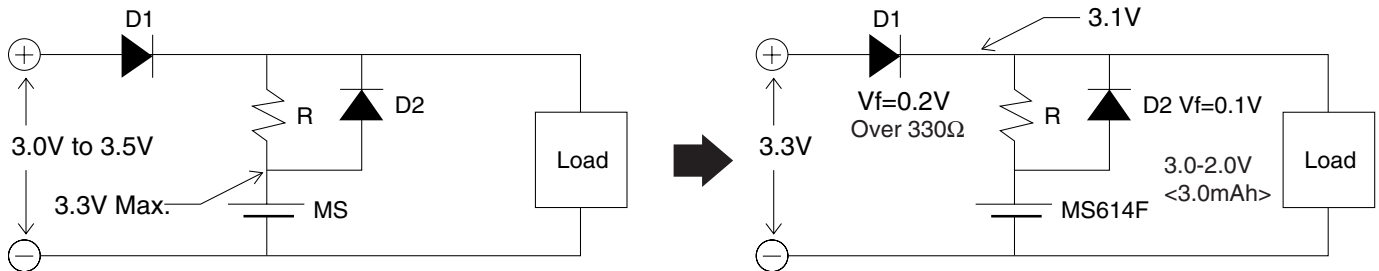 D1
+
R
D2
3.0V to 3.5V
Load
3.3V Max.
MS
−
D1
3.1V
+
Vf=0.2V
Over 330Ω
R
D2 Vf=0.1V
3.3V
3.0-2.0V
<3.0mAh>
Load
MS614F
−